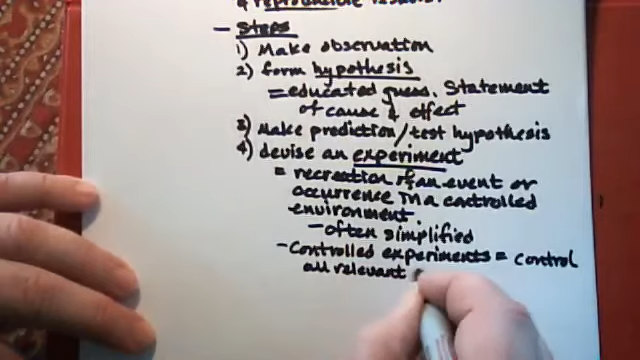 & reproducible results.
- Steps
1) Make observation
2) form hypothesis
= educated guess. Statement
of cause & effect
3) Make prediction/test hypothesis
4) devise an experiment
= recreation of an event or
occurrence in a controlled
environment.
- often simplified
- Controlled experiments = control
all relevant